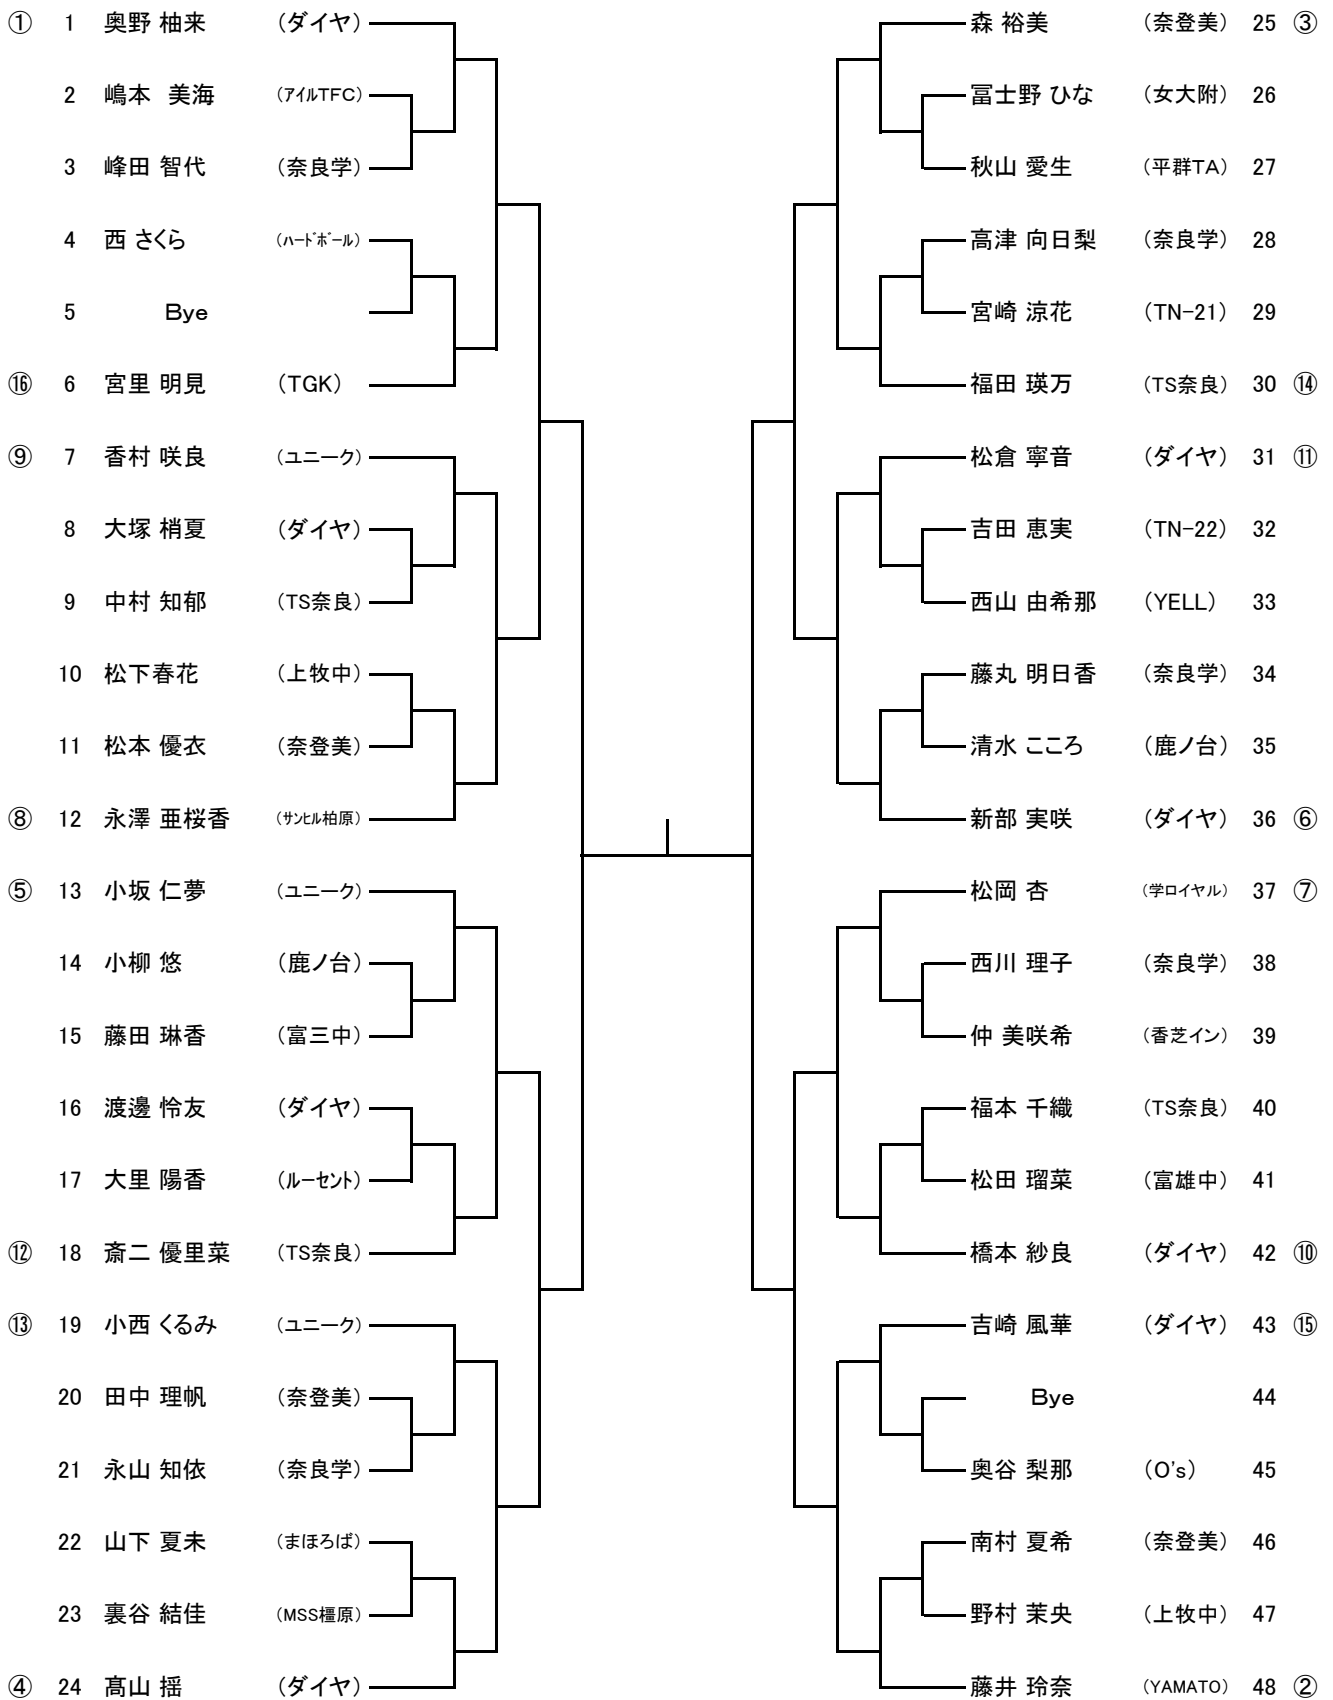 ① 1 奥野 柚来 (ダイヤ)
2 嶋本 美海 (アイルTFC)
3 峰田 智代 (奈良学)
4 西 さくら (ハードボール)
5 Bye
⑯ 6 宮里 明見 (TGK)
⑨ 7 香村 咲良 (ユニーク)
8 大塚 梢夏 (ダイヤ)
9 中村 知郁 (TS奈良)
10 松下春花 (上牧中)
11 松本 優衣 (奈登美)
⑧ 12 永澤 亜桜香 (サンヒル柏原)
⑤ 13 小坂 仁夢 (ユニーク)
14 小柳 悠 (鹿ノ台)
15 藤田 琳香 (富三中)
16 渡邊 怜友 (ダイヤ)
17 大里 陽香 (ルーセント)
⑫ 18 斎二 優里菜 (TS奈良)
⑬ 19 小西 くるみ (ユニーク)
20 田中 理帆 (奈登美)
21 永山 知依 (奈良学)
22 山下 夏未 (まほろば)
23 裏谷 結佳 (MSS橿原)
④ 24 髙山 揺 (ダイヤ)
森 裕美 (奈登美) 25 ③
冨士野 ひな (女大附) 26
秋山 愛生 (平群TA) 27
高津 向日梨 (奈良学) 28
宮崎 涼花 (TN-21) 29
福田 瑛万 (TS奈良) 30 ⑭
松倉 寧音 (ダイヤ) 31 ⑪
吉田 恵実 (TN-22) 32
西山 由希那 (YELL) 33
藤丸 明日香 (奈良学) 34
清水 こころ (鹿ノ台) 35
新部 実咲 (ダイヤ) 36 ⑥
松岡 杏 (学ロイヤル) 37 ⑦
西川 理子 (奈良学) 38
仲 美咲希 (香芝イン) 39
福本 千織 (TS奈良) 40
松田 瑠菜 (富雄中) 41
橋本 紗良 (ダイヤ) 42 ⑩
吉崎 風華 (ダイヤ) 43 ⑮
Bye 44
奥谷 梨那 (O's) 45
南村 夏希 (奈登美) 46
野村 茉央 (上牧中) 47
藤井 玲奈 (YAMATO) 48 ②